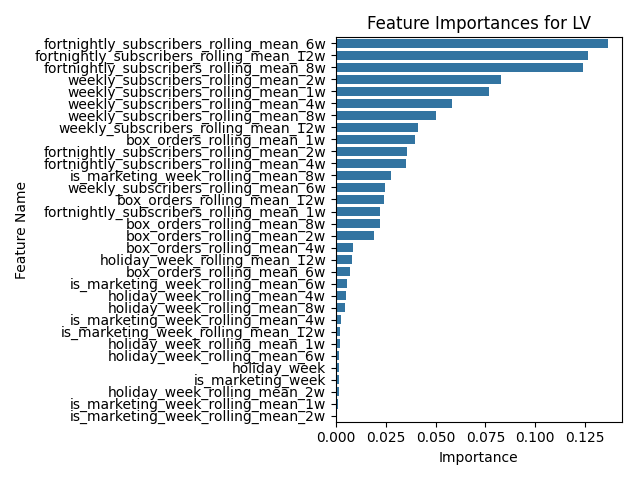 Feature Importances for LV
fortnightly_subscribers_rolling_mean_6w
fortnightly_subscribers_rolling_mean_12w
fortnightly_subscribers_rolling_mean_8w
weekly_subscribers_rolling_mean_2w
weekly_subscribers_rolling_mean_1w
weekly_subscribers_rolling_mean_4w
weekly_subscribers_rolling_mean_8w
weekly_subscribers_rolling_mean_12w
box_orders_rolling_mean_1w
fortnightly_subscribers_rolling_mean_2w
fortnightly_subscribers_rolling_mean_4w
is_marketing_week_rolling_mean_8w
weekly_subscribers_rolling_mean_6w
box_orders_rolling_mean_12w
fortnightly_subscribers_rolling_mean_1w
box_orders_rolling_mean_8w
box_orders_rolling_mean_2w
box_orders_rolling_mean_4w
holiday_week_rolling_mean_12w
box_orders_rolling_mean_6w
is_marketing_week_rolling_mean_6w
holiday_week_rolling_mean_4w
holiday_week_rolling_mean_8w
is_marketing_week_rolling_mean_4w
is_marketing_week_rolling_mean_12w
holiday_week_rolling_mean_1w
holiday_week_rolling_mean_6w
holiday_week
is_marketing_week
holiday_week_rolling_mean_2w
is_marketing_week_rolling_mean_1w
is_marketing_week_rolling_mean_2w
Feature Name
0.000 0.025 0.050 0.075 0.100 0.125
Importance